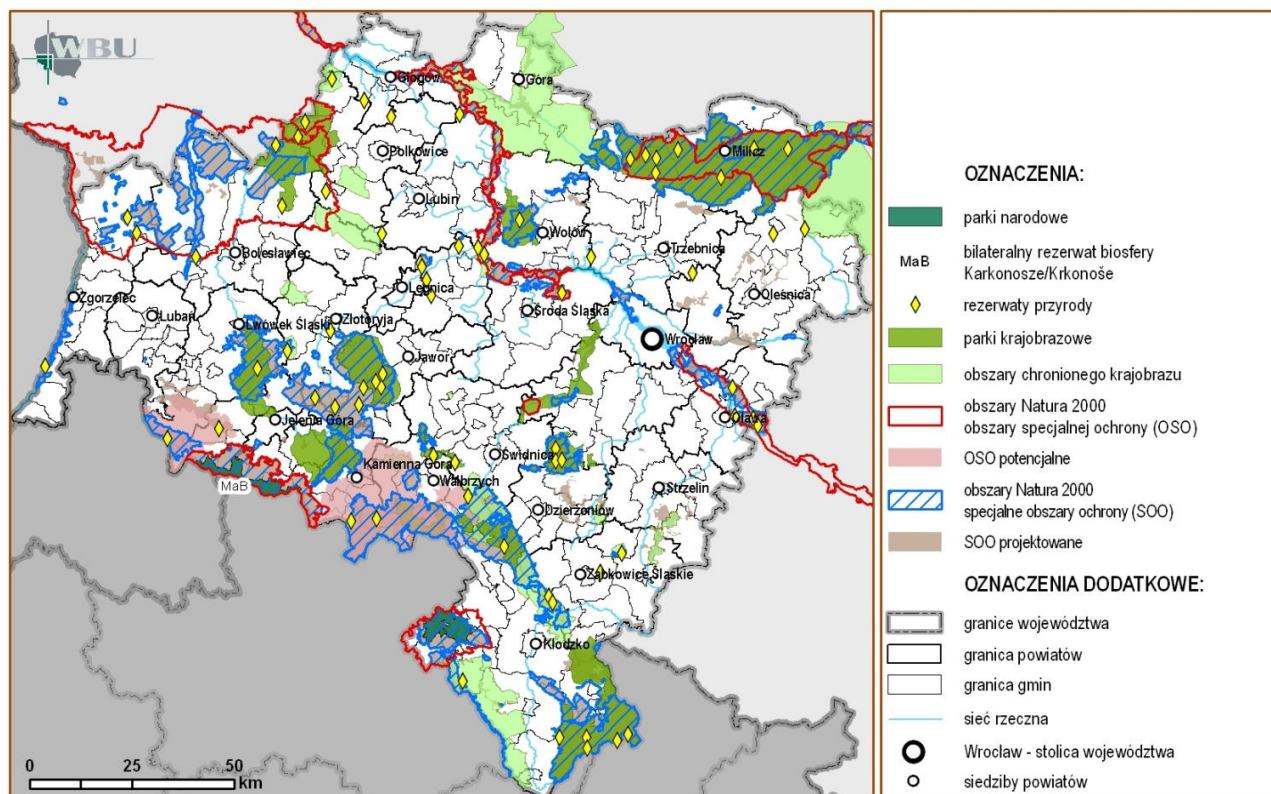 WBU
Głogów
Góra
Polkowice
Milicz
Lubin
Wołów
Trzebnica
Bolesławiec
Legnica
Oleśnica
Zgorzelec
Lubań
Lwówek Śląski
Złotoryja
Środa Śląska
Wrocław
Jawor
Jelenia Góra
Oława
Świdnica
Kamienna Góra
Wałbrzych
MaB
Strzelin
Dzierżoniów
Ząbkowice Śląskie
Kłodzko
0 25 50
km
OZNACZENIA:
parki narodowe
MaB bilateralny rezerwat biosfery
Karkonosze/Krkonoše
rezerwaty przyrody
parki krajobrazowe
obszary chronionego krajobrazu
obszary Natura 2000
obszary specjalnej ochrony (OSO)
OSO potencjalne
obszary Natura 2000
specjalne obszary ochrony (SOO)
SOO projektowane
OZNACZENIA DODATKOWE:
granice województwa
granica powiatów
granica gmin
sieć rzeczna
Wrocław - stolica województwa
siedziby powiatów